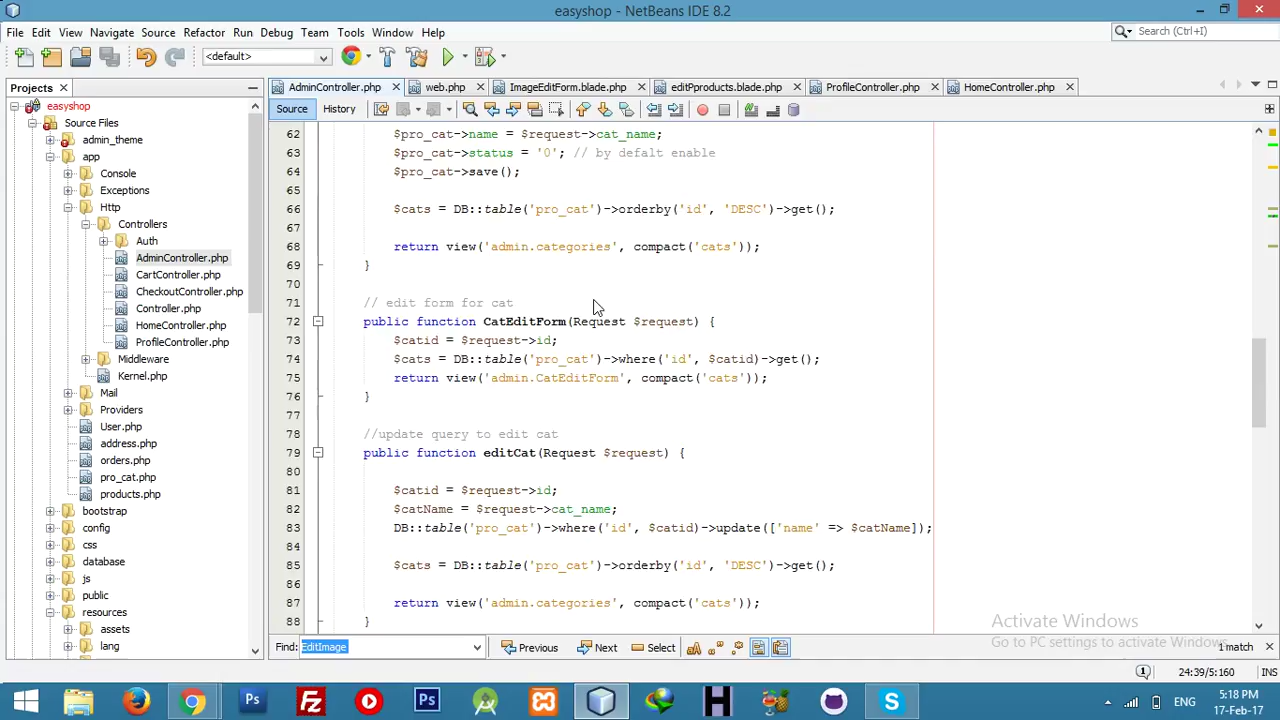 easyshop - NetBeans IDE 8.2
File Edit View Navigate Source Refactor Run Debug Team Tools Window Help
Search (Ctrl+I)
<default>
Projects
AdminController.php web.php ImageEditForm.blade.php editPproducts.blade.php ProfileController.php HomeController.php
Source History
easyshop
Source Files
admin_theme
app
Console
Exceptions
Http
Controllers
Auth
AdminController.php
CartController.php
CheckoutController.php
Controller.php
HomeController.php
ProfileController.php
Middleware
Kernel.php
Mail
Providers
User.php
address.php
orders.php
pro_cat.php
products.php
bootstrap
config
css
database
js
public
resources
assets
lang
62 $pro_cat->name = $request->cat_name;
63 $pro_cat->status = '0'; // by defalt enable
64 $pro_cat->save();
65
66 $cats = DB::table('pro_cat')->orderby('id', 'DESC')->get();
67
68 return view('admin.categories', compact('cats'));
69 }
70
71 // edit form for cat
72 public function CatEditForm(Request $request) {
73 $catid = $request->id;
74 $cats = DB::table('pro_cat')->where('id', $catid)->get();
75 return view('admin.CatEditForm', compact('cats'));
76 }
77
78 //update query to edit cat
79 public function editCat(Request $request) {
80
81 $catid = $request->id;
82 $catName = $request->cat_name;
83 DB::table('pro_cat')->where('id', $catid)->update(['name' => $catName]);
84
85 $cats = DB::table('pro_cat')->orderby('id', 'DESC')->get();
86
87 return view('admin.categories', compact('cats'));
88 }
Activate Windows
Go to PC settings to activate Windows.
Find: EditImage Previous Next Select 1 match
24:39/5:160 INS
ENG 5:18 PM
17-Feb-17